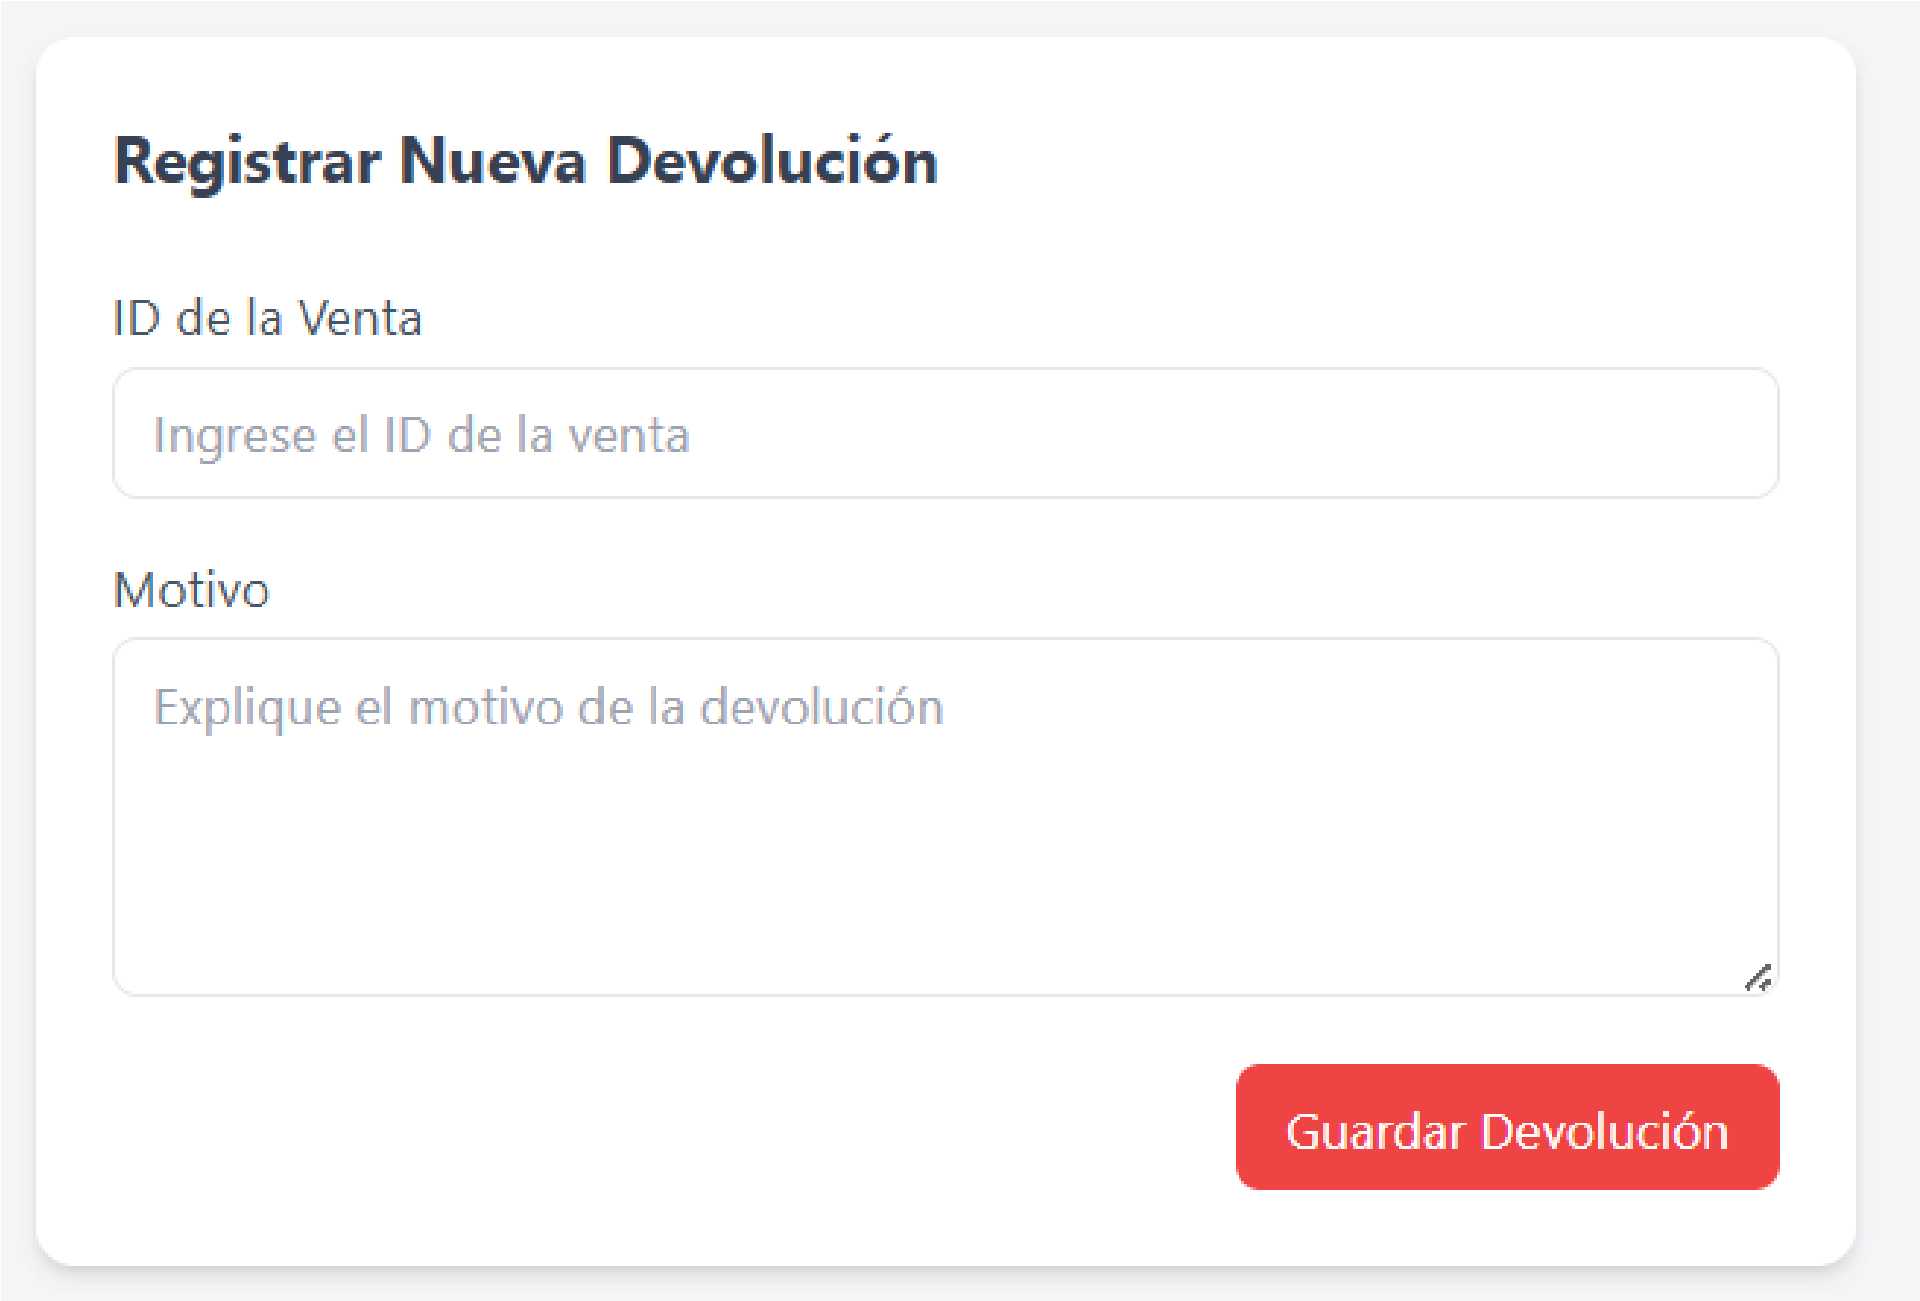 Registrar Nueva Devolución
ID de la Venta
Ingrese el ID de la venta
Motivo
Explique el motivo de la devolución
Guardar Devolución